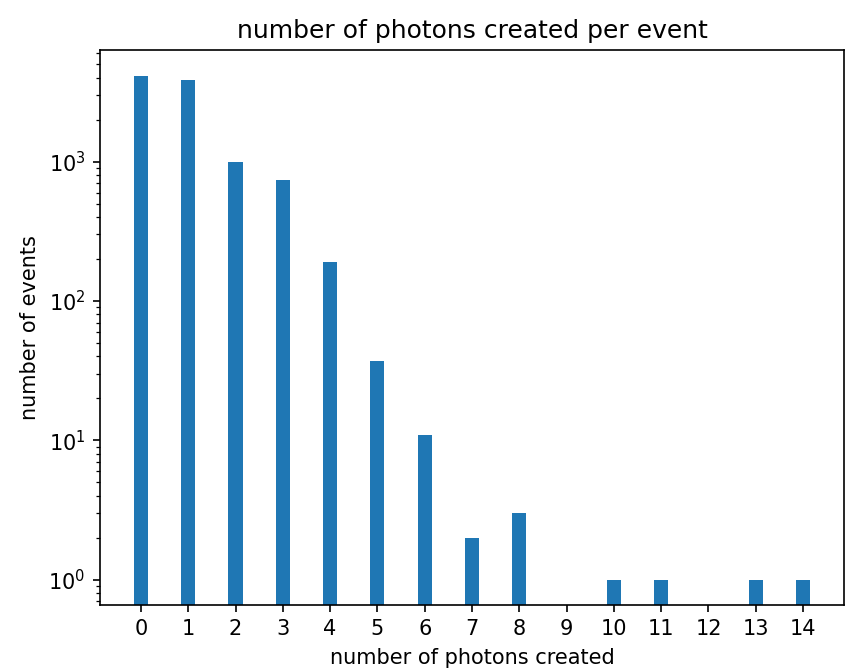 number of photons created per event
number of events
10³
10²
10¹
10⁰
0 1 2 3 4 5 6 7 8 9 10 11 12 13 14
number of photons created